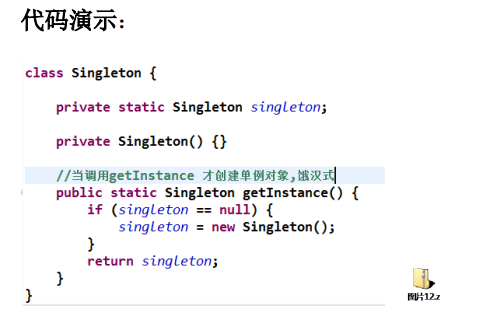 代码演示：
class Singleton {
private static Singleton singleton;
private Singleton() {}
//当调用getInstance 才创建单例对象,饿汉式
public static Singleton getInstance() {
if (singleton == null) {
singleton = new Singleton();
}
return singleton;
}
}
图片12.z